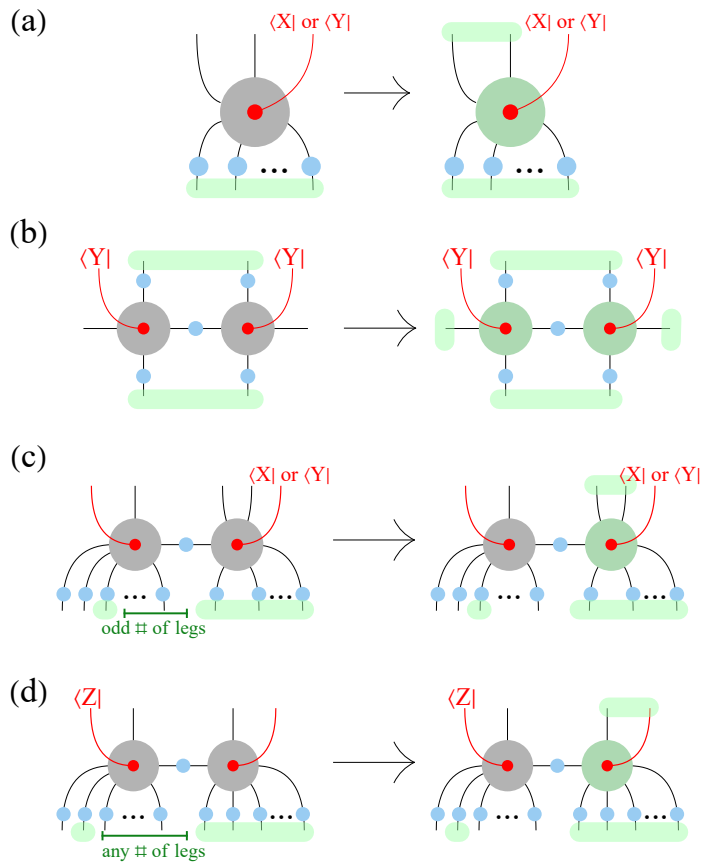 (a)
⟨X| or ⟨Y|
⟨X| or ⟨Y|
...
...
(b)
⟨Y|
⟨Y|
⟨Y|
⟨Y|
(c)
⟨X| or ⟨Y|
⟨X| or ⟨Y|
...
...
...
...
odd # of legs
(d)
⟨Z|
⟨Z|
...
...
...
...
any # of legs